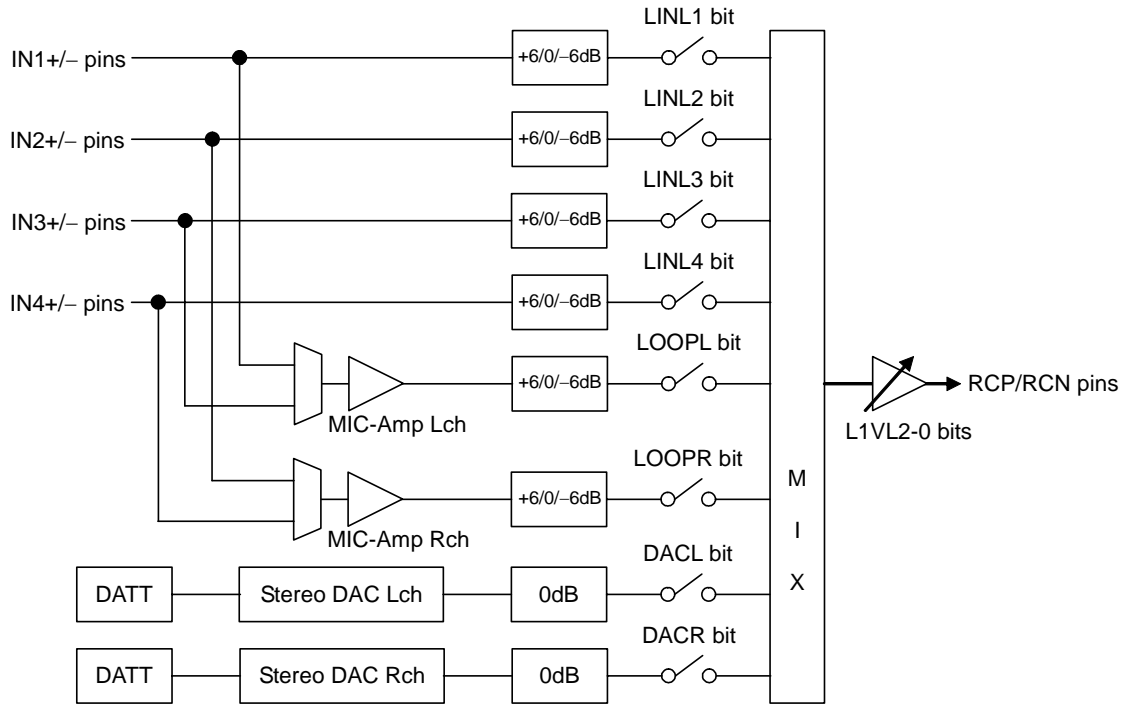 LINL1 bit
IN1+/− pins
+6/0/−6dB
LINL2 bit
IN2+/− pins
+6/0/−6dB
LINL3 bit
IN3+/− pins
+6/0/−6dB
LINL4 bit
IN4+/− pins
+6/0/−6dB
LOOPL bit
+6/0/−6dB
RCP/RCN pins
MIC-Amp Lch
L1VL2-0 bits
LOOPR bit
+6/0/−6dB
MIC-Amp Rch
M
I
X
DACL bit
DATT
Stereo DAC Lch
0dB
DACR bit
DATT
Stereo DAC Rch
0dB